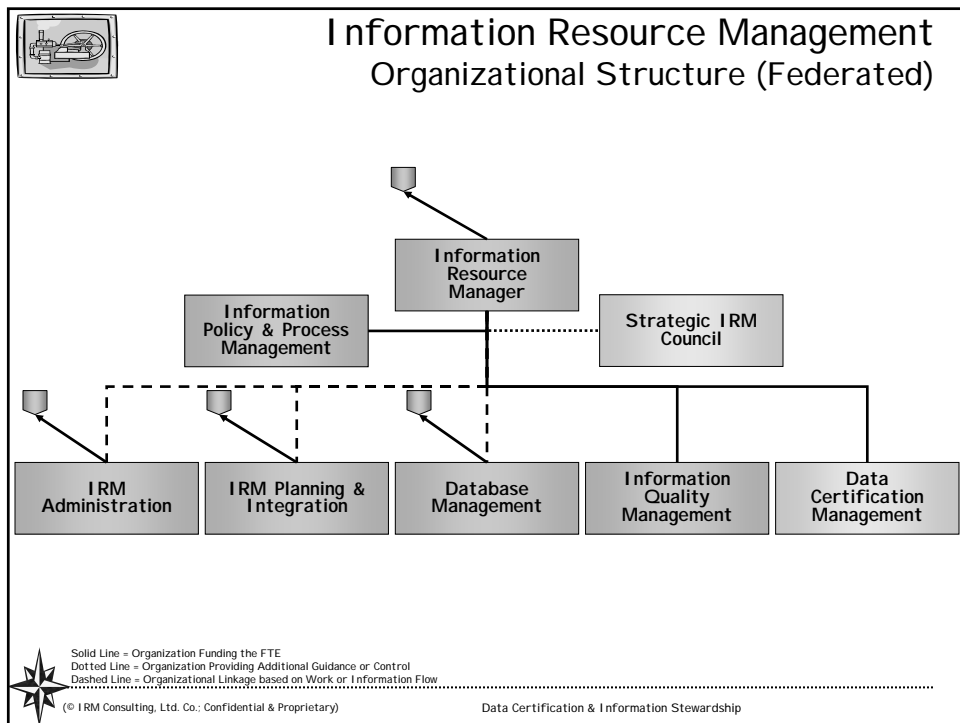 Information Resource Management
Organizational Structure (Federated)
Information
Resource
Manager
Information
Policy & Process
Management
Strategic IRM
Council
IRM
Administration
IRM Planning &
Integration
Database
Management
Information
Quality
Management
Data
Certification
Management
Solid Line = Organization Funding the FTE
Dotted Line = Organization Providing Additional Guidance or Control
Dashed Line = Organizational Linkage based on Work or Information Flow
(© IRM Consulting, Ltd. Co.; Confidential & Proprietary) Data Certification & Information Stewardship